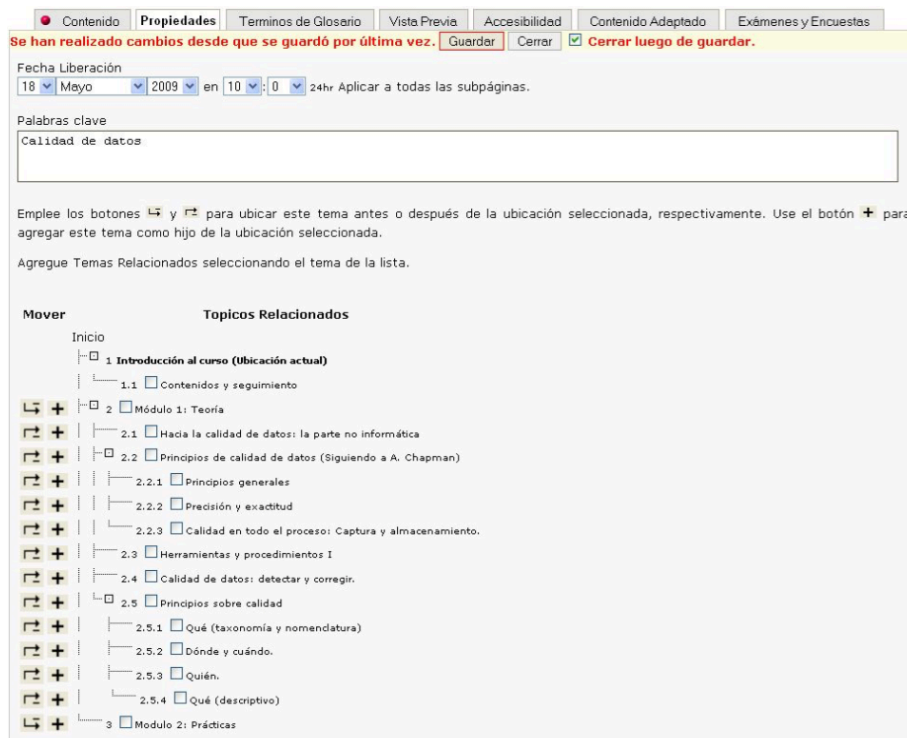 Contenido Propiedades Terminos de Glosario Vista Previa Accesibilidad Contenido Adaptado Exámenes y Encuestas
Se han realizado cambios desde que se guardó por última vez. Guardar Cerrar Cerrar luego de guardar.
Fecha Liberación
18 Mayo 2009 en 10 : 0 24hr Aplicar a todas las subpáginas.
Palabras clave
Calidad de datos
Emplee los botones y para ubicar este tema antes o después de la ubicación seleccionada, respectivamente. Use el botón + para
agregar este tema como hijo de la ubicación seleccionada.
Agregue Temas Relacionados seleccionando el tema de la lista.
Mover Topicos Relacionados
Inicio
1 Introducción al curso (Ubicación actual)
1.1 Contenidos y seguimiento
2 Módulo 1: Teoría
2.1 Hacia la calidad de datos: la parte no informática
2.2 Principios de calidad de datos (Siguiendo a A. Chapman)
2.2.1 Principios generales
2.2.2 Precisión y exactitud
2.2.3 Calidad en todo el proceso: Captura y almacenamiento.
2.3 Herramientas y procedimientos I
2.4 Calidad de datos: detectar y corregir.
2.5 Principios sobre calidad
2.5.1 Qué (taxonomía y nomenclatura)
2.5.2 Dónde y cuándo.
2.5.3 Quién.
2.5.4 Qué (descriptivo)
3 Modulo 2: Prácticas